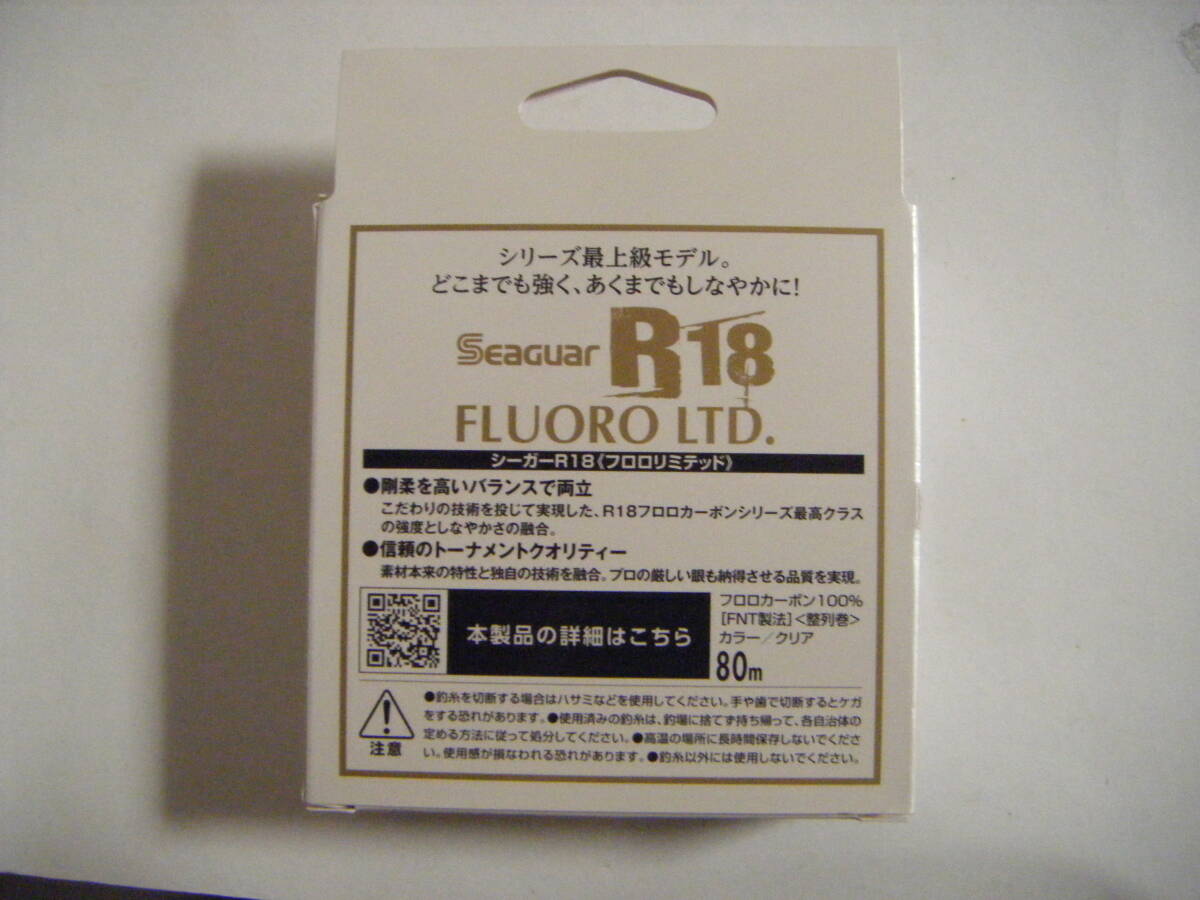 シリーズ最上級モデル。
どこまでも強く、あくまでもしなやかに!
Seaguar R18
FLUORO LTD.
シーガーR18《フロロリミテッド》
●剛柔を高いバランスで両立
こだわりの技術を投じて実現した、R18フロロカーボンシリーズ最高クラス
の強度としなやかさの融合。
●信頼のトーナメントクオリティー
素材本来の特性と独自の技術を融合。プロの厳しい眼も納得させる品質を実現。
本製品の詳細はこちら
フロロカーボン100%
[FNT製法]<整列巻>
カラー/クリア
80m
注意
●釣糸を切断する場合はハサミなどを使用してください。手や歯で切断するとケガ
をする恐れがあります。●使用済みの釣糸は、釣場に捨てず持ち帰って、各自治体の
定める方法に従って処分してください。●高温の場所に長時間保存しないでくださ
い。使用感が損なわれる恐れがあります。●釣糸以外には使用しないでください。